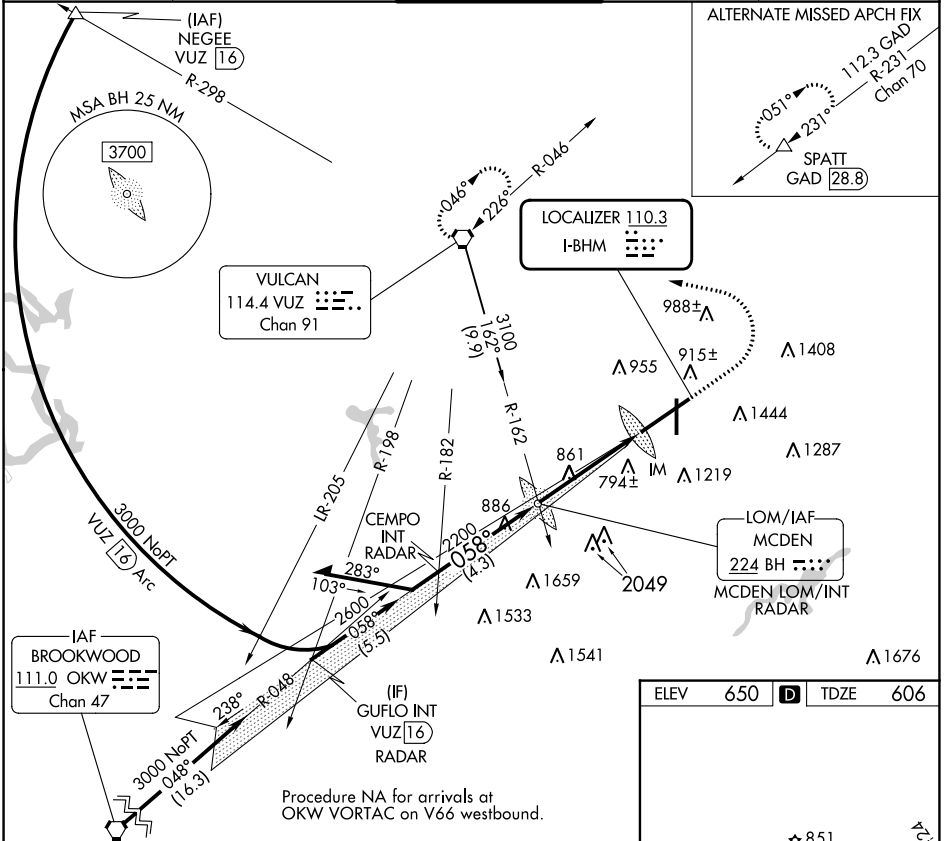 (IAF)
NEGEE
VUZ 16
R-298
MSA BH 25 NM
3700
ALTERNATE MISSED APCH FIX
112.3 GAD
R-231
Chan 70
051°
231°
SPATT
GAD 28.8
R-046
046°
226°
LOCALIZER 110.3
I-BHM
VULCAN
114.4 VUZ
Chan 91
3100
162°
(9.9)
R-162
988±
915±
955
1408
1444
1287
1219
IM
794±
861
886
LR-205
R-198
R-182
3000 NoPT
VUZ 16 Arc
CEMPO
INT
RADAR
283°
103°
2200
058°
(4.3)
2600
058°
(5.5)
LOM/IAF
MCDEN
224 BH
MCDEN LOM/INT
RADAR
2049
1659
1533
1541
1676
IAF
BROOKWOOD
111.0 OKW
Chan 47
238°
R-048
3000 NoPT
048°
(16.3)
(IF)
GUFLO INT
VUZ 16
RADAR
Procedure NA for arrivals at
OKW VORTAC on V66 westbound.
ELEV 650 D TDZE 606
851